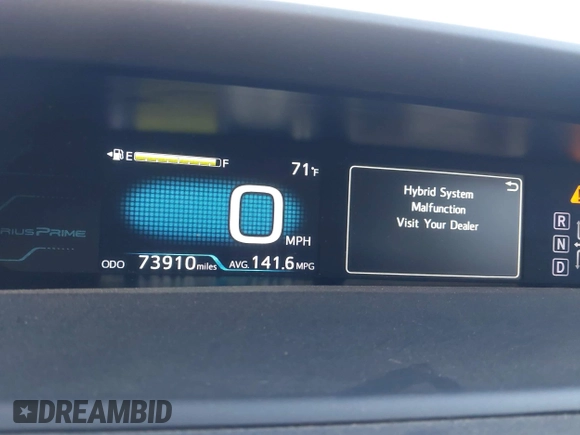 E F 71°F
0 MPH
ODO 73910 miles AVG. 141.6 MPG
Hybrid System
Malfunction
Visit Your Dealer
RIUS PRIME
R
N
D
DREAMBID